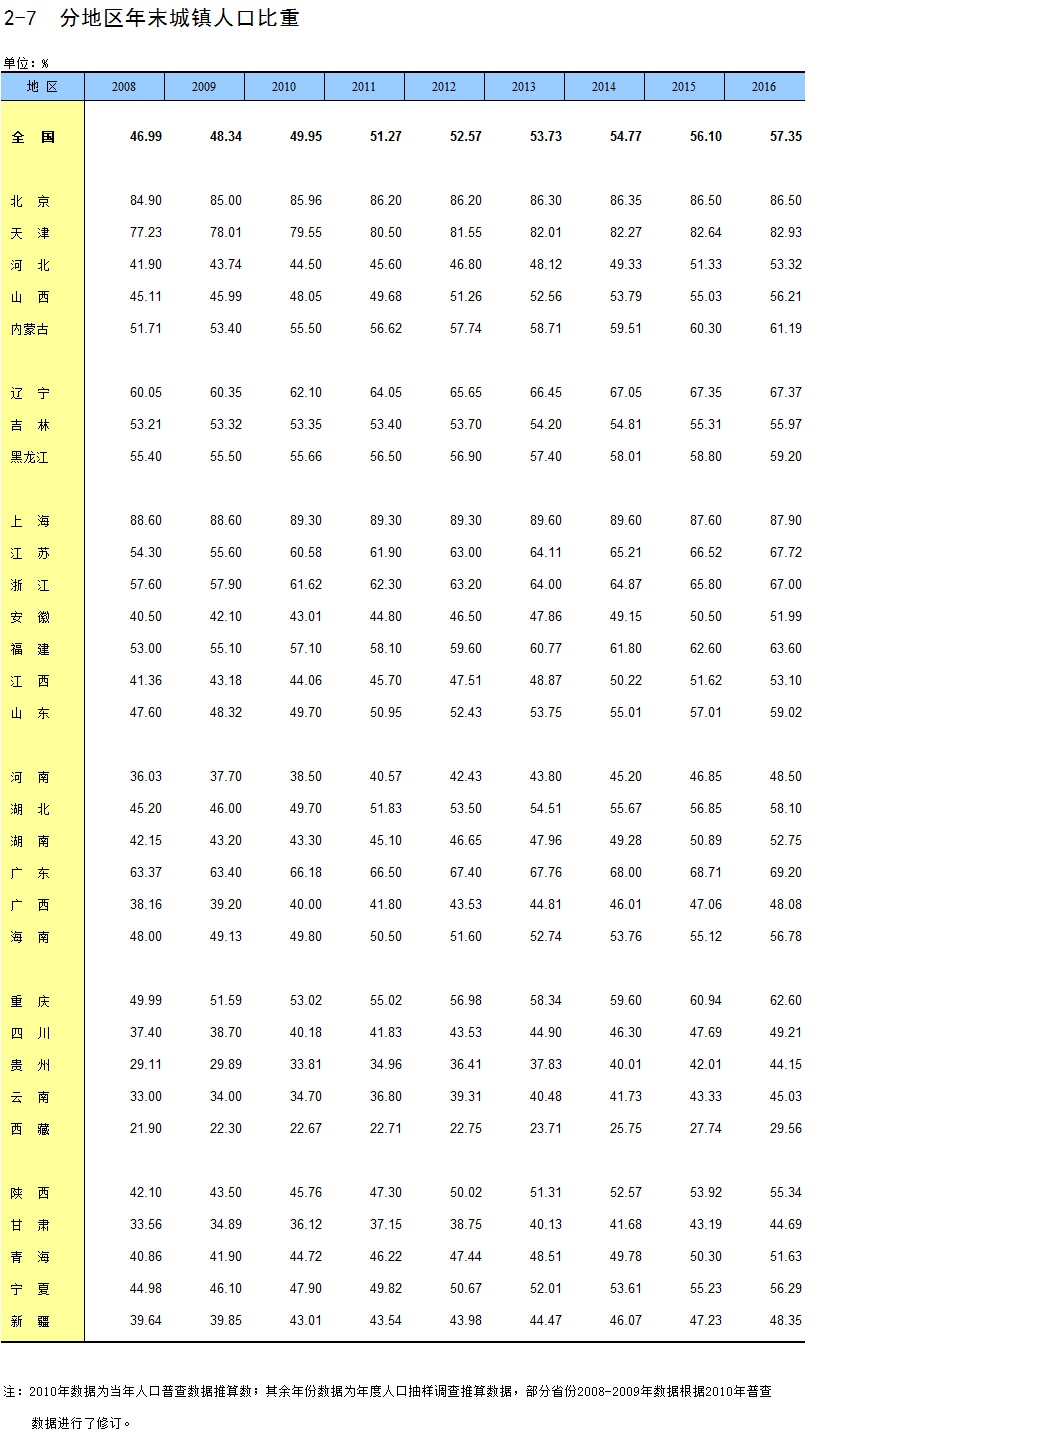 2-7 分地区年末城镇人口比重
单位：%
地 区 2008 2009 2010 2011 2012 2013 2014 2015 2016
全 国 46.99 48.34 49.95 51.27 52.57 53.73 54.77 56.10 57.35
北 京 84.90 85.00 85.96 86.20 86.20 86.30 86.35 86.50 86.50
天 津 77.23 78.01 79.55 80.50 81.55 82.01 82.27 82.64 82.93
河 北 41.90 43.74 44.50 45.60 46.80 48.12 49.33 51.33 53.32
山 西 45.11 45.99 48.05 49.68 51.26 52.56 53.79 55.03 56.21
内蒙古 51.71 53.40 55.50 56.62 57.74 58.71 59.51 60.30 61.19
辽 宁 60.05 60.35 62.10 64.05 65.65 66.45 67.05 67.35 67.37
吉 林 53.21 53.32 53.35 53.40 53.70 54.20 54.81 55.31 55.97
黑龙江 55.40 55.50 55.66 56.50 56.90 57.40 58.01 58.80 59.20
上 海 88.60 88.60 89.30 89.30 89.30 89.60 89.60 87.60 87.90
江 苏 54.30 55.60 60.58 61.90 63.00 64.11 65.21 66.52 67.72
浙 江 57.60 57.90 61.62 62.30 63.20 64.00 64.87 65.80 67.00
安 徽 40.50 42.10 43.01 44.80 46.50 47.86 49.15 50.50 51.99
福 建 53.00 55.10 57.10 58.10 59.60 60.77 61.80 62.60 63.60
江 西 41.36 43.18 44.06 45.70 47.51 48.87 50.22 51.62 53.10
山 东 47.60 48.32 49.70 50.95 52.43 53.75 55.01 57.01 59.02
河 南 36.03 37.70 38.50 40.57 42.43 43.80 45.20 46.85 48.50
湖 北 45.20 46.00 49.70 51.83 53.50 54.51 55.67 56.85 58.10
湖 南 42.15 43.20 43.30 45.10 46.65 47.96 49.28 50.89 52.75
广 东 63.37 63.40 66.18 66.50 67.40 67.76 68.00 68.71 69.20
广 西 38.16 39.20 40.00 41.80 43.53 44.81 46.01 47.06 48.08
海 南 48.00 49.13 49.80 50.50 51.60 52.74 53.76 55.12 56.78
重 庆 49.99 51.59 53.02 55.02 56.98 58.34 59.60 60.94 62.60
四 川 37.40 38.70 40.18 41.83 43.53 44.90 46.30 47.69 49.21
贵 州 29.11 29.89 33.81 34.96 36.41 37.83 40.01 42.01 44.15
云 南 33.00 34.00 34.70 36.80 39.31 40.48 41.73 43.33 45.03
西 藏 21.90 22.30 22.67 22.71 22.75 23.71 25.75 27.74 29.56
陕 西 42.10 43.50 45.76 47.30 50.02 51.31 52.57 53.92 55.34
甘 肃 33.56 34.89 36.12 37.15 38.75 40.13 41.68 43.19 44.69
青 海 40.86 41.90 44.72 46.22 47.44 48.51 49.78 50.30 51.63
宁 夏 44.98 46.10 47.90 49.82 50.67 52.01 53.61 55.23 56.29
新 疆 39.64 39.85 43.01 43.54 43.98 44.47 46.07 47.23 48.35
注：2010年数据为当年人口普查数据推算数；其余年份数据为年度人口抽样调查推算数据，部分省份2008-2009年数据根据2010年普查
数据进行了修订。